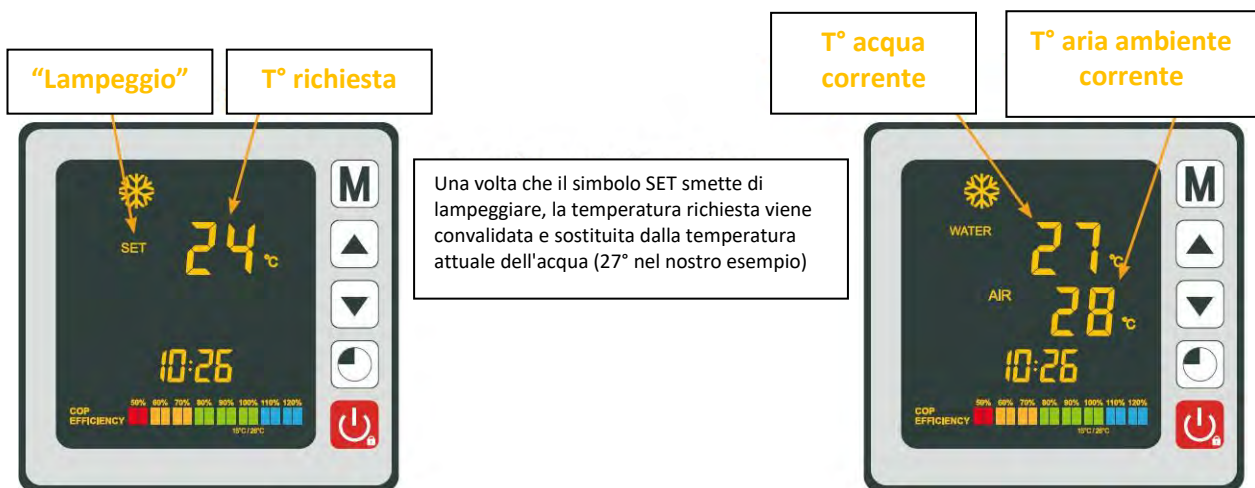 “Lampeggio”
T° richiesta
T° acqua
corrente
T° aria ambiente
corrente
SET
24 °C
10:26
COP
EFFICIENCY
50% 60% 70% 80% 90% 100% 110% 120%
15°C / 26°C
M
Una volta che il simbolo SET smette di
lampeggiare, la temperatura richiesta viene
convalidata e sostituita dalla temperatura
attuale dell'acqua (27° nel nostro esempio)
WATER
27 °C
AIR
28 °C
10:26
COP
EFFICIENCY
50% 60% 70% 80% 90% 100% 110% 120%
15°C / 26°C
M